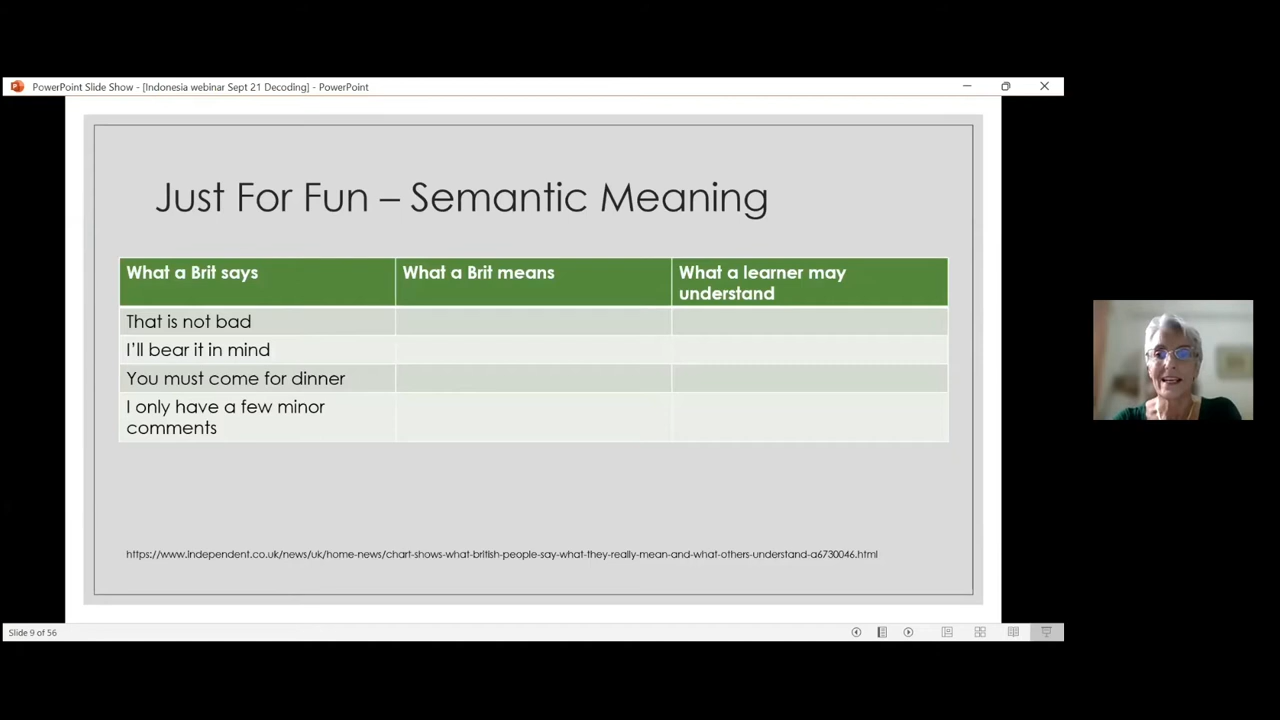 PowerPoint Slide Show - [Indonesia webinar Sept 21 Decoding] - PowerPoint
Just For Fun – Semantic Meaning
What a Brit says
What a Brit means
What a learner may
understand
That is not bad
I'll bear it in mind
You must come for dinner
I only have a few minor
comments
https://www.independent.co.uk/news/uk/home-news/chart-shows-what-british-people-say-what-they-really-mean-and-what-others-understand-a6730046.html
Slide 9 of 56